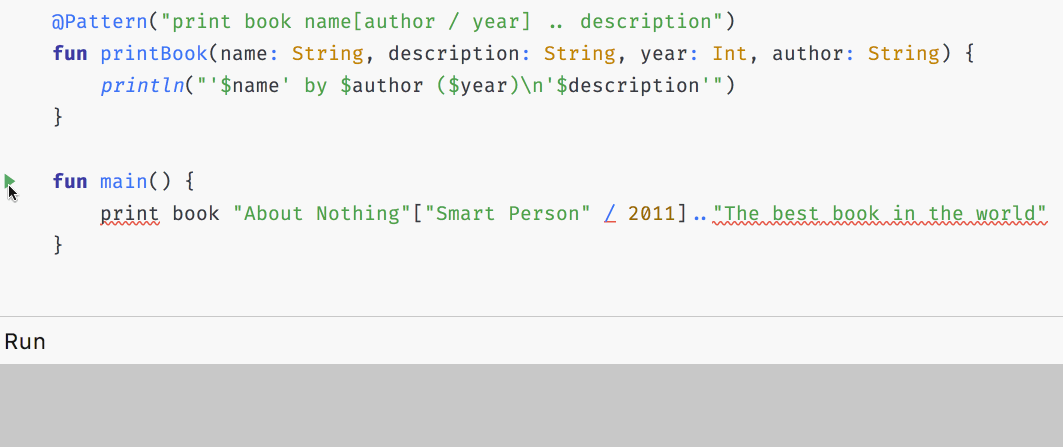 @Pattern("print book name[author / year] .. description")
fun printBook(name: String, description: String, year: Int, author: String) {
    println("'$name' by $author ($year)\n'$description'")
}
fun main() {
    print book "About Nothing"["Smart Person" / 2011].."The best book in the world"
}
Run